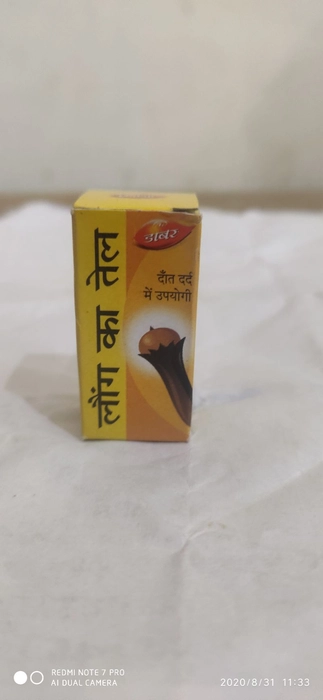 लौंग का तेल
डाबर
दाँत दर्द
में उपयोगी
REDMI NOTE 7 PRO
AI DUAL CAMERA
2020/8/31 11:33